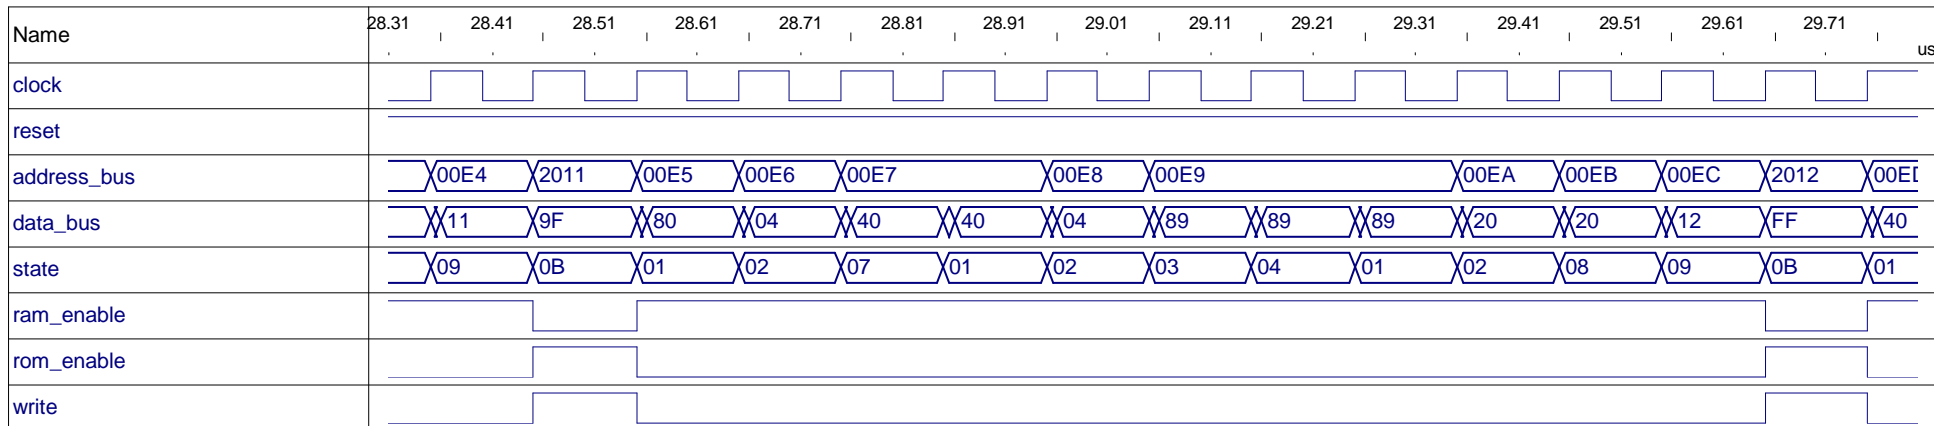 Name 28.31 28.41 28.51 28.61 28.71 28.81 28.91 29.01 29.11 29.21 29.31 29.41 29.51 29.61 29.71
us
clock
reset
address_bus 00E4 2011 00E5 00E6 00E7 00E8 00E9 00EA 00EB 00EC 2012 00ED
data_bus 11 9F 80 04 40 40 04 89 89 89 20 20 12 FF 40
state 09 0B 01 02 07 01 02 03 04 01 02 08 09 0B 01
ram_enable
rom_enable
write